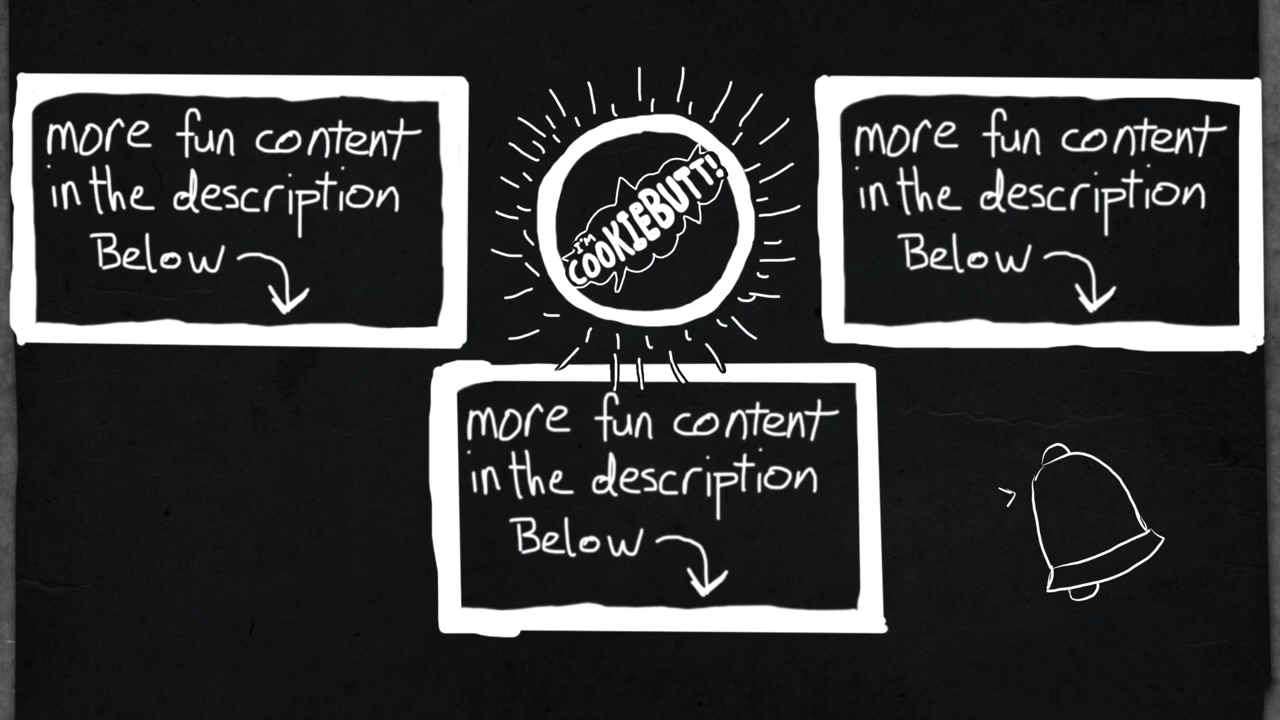 more fun content
in the description
Below
I'M
COOKIEBUTT!
more fun content
in the description
Below
more fun content
in the description
Below